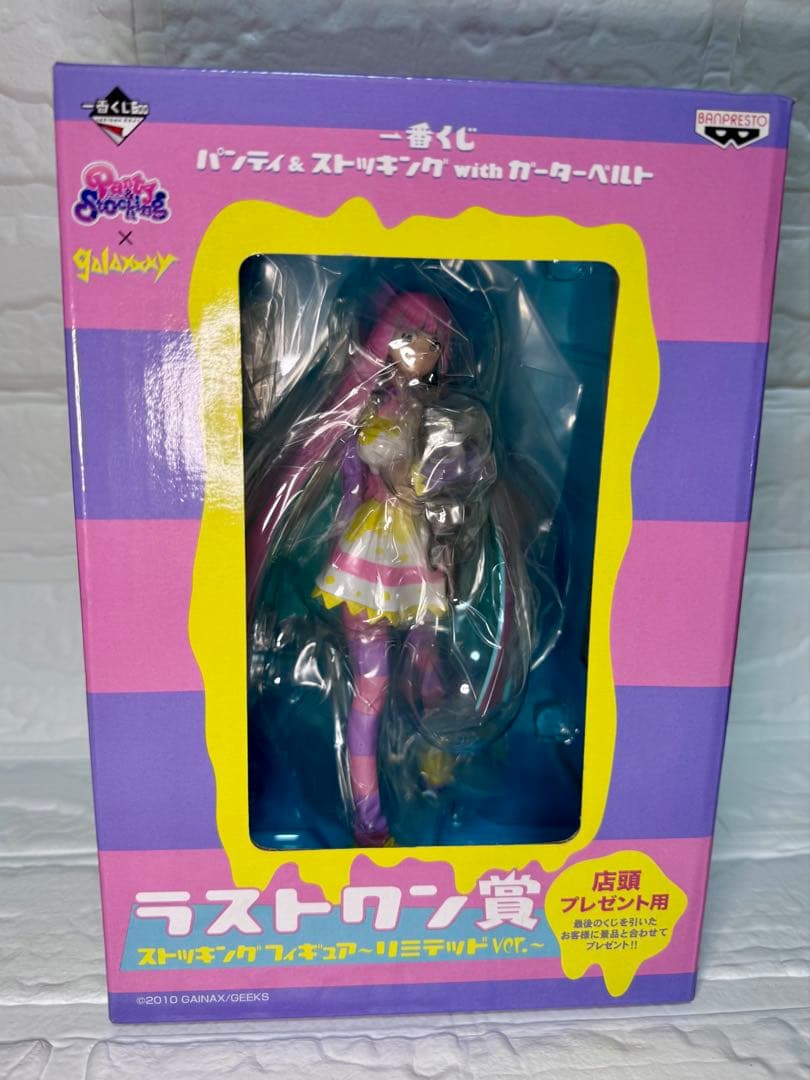 一番くじ
BANPRESTO
一番くじ
パンティ & ストッキング with ガーターベルト
Panty & Stocking
×
galaxxxy
ラストワン賞
ストッキング フィギュア〜リミテッドver.〜
店頭
プレゼント用
最後のくじを引いた
お客様に景品と合わせて
プレゼント!!
©2010 GAINAX/GEEKS